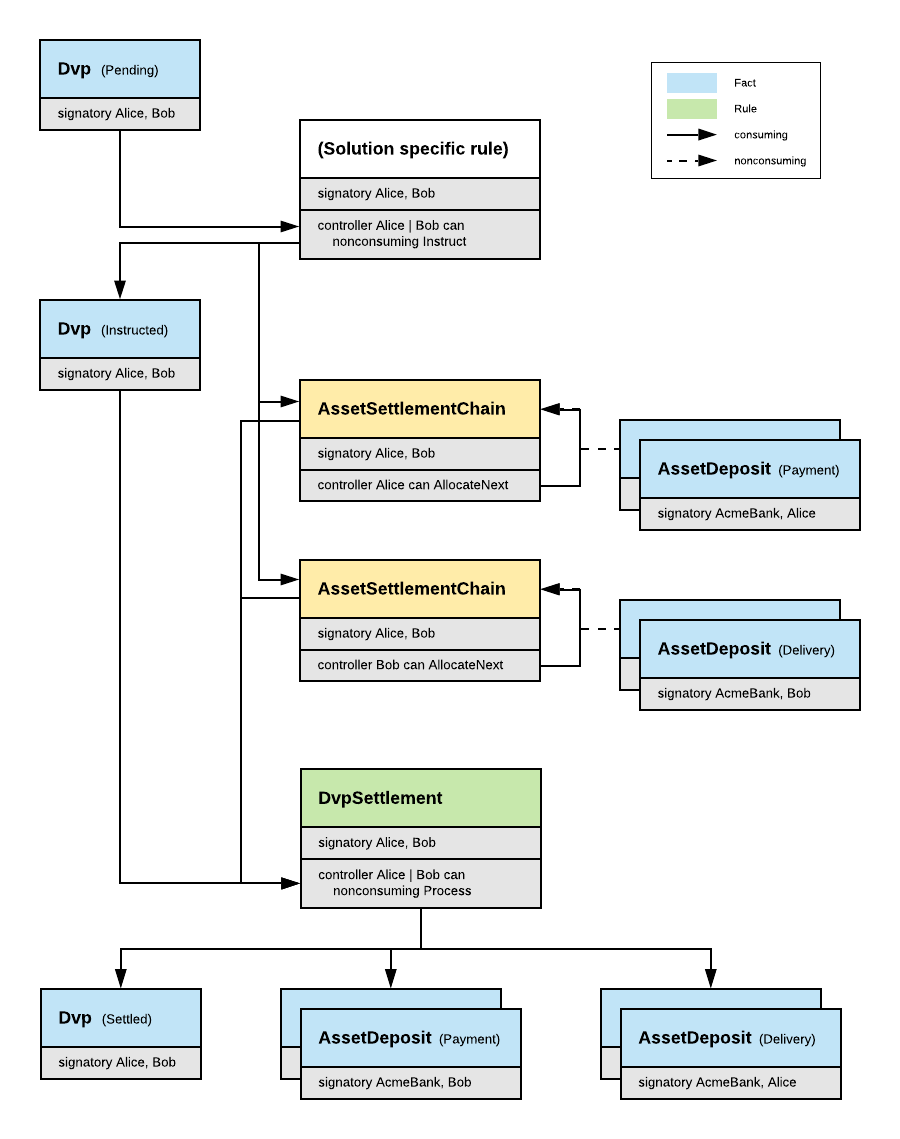 Dvp (Pending)
signatory Alice, Bob
Fact
Rule
consuming
nonconsuming
(Solution specific rule)
signatory Alice, Bob
controller Alice | Bob can
nonconsuming Instruct
Dvp (Instructed)
signatory Alice, Bob
AssetSettlementChain
signatory Alice, Bob
controller Alice can AllocateNext
AssetDeposit (Payment)
signatory AcmeBank, Alice
AssetSettlementChain
signatory Alice, Bob
controller Bob can AllocateNext
AssetDeposit (Delivery)
signatory AcmeBank, Bob
DvpSettlement
signatory Alice, Bob
controller Alice | Bob can
nonconsuming Process
Dvp (Settled)
signatory Alice, Bob
AssetDeposit (Payment)
signatory AcmeBank, Bob
AssetDeposit (Delivery)
signatory AcmeBank, Alice